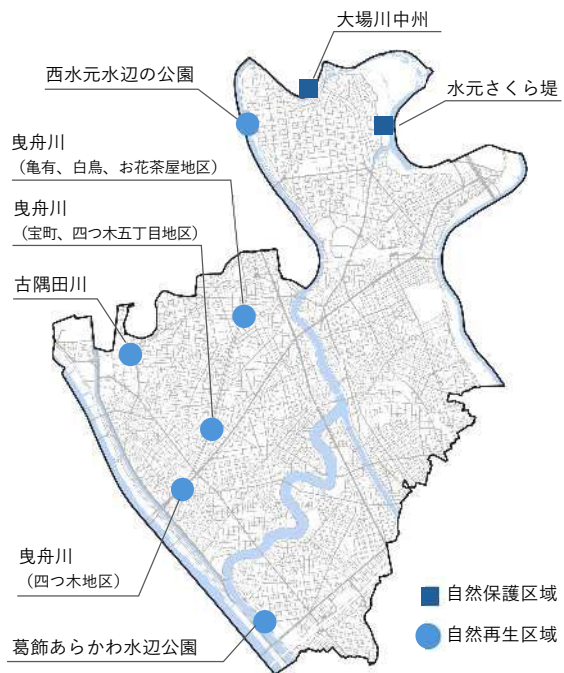 大場川中州
西水元水辺の公園
水元さくら堤
曳舟川
（亀有、白鳥、お花茶屋地区）
曳舟川
（宝町、四つ木五丁目地区）
古隅田川
曳舟川
（四つ木地区）
葛飾あらかわ水辺公園
自然保護区域
自然再生区域